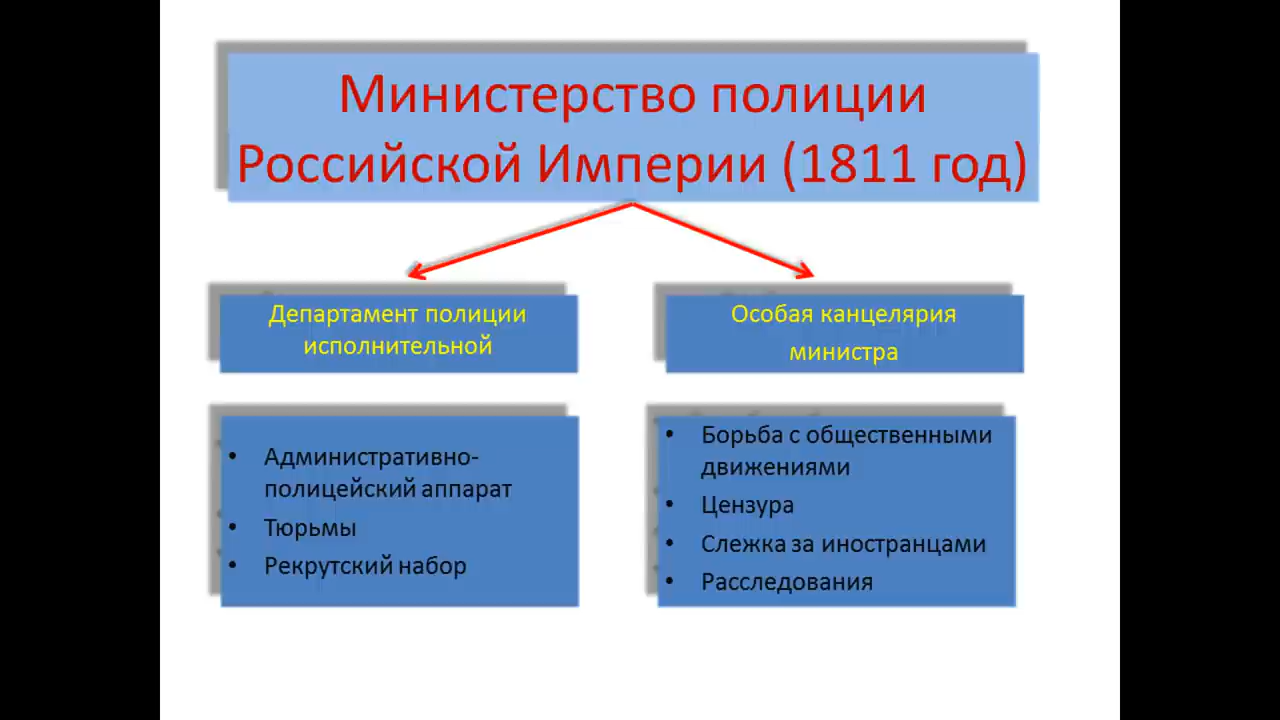 Министерство полиции
Российской Империи (1811 год)
Департамент полиции
исполнительной
Особая канцелярия
министра
• Административно-
полицейский аппарат
• Тюрьмы
• Рекрутский набор
• Борьба с общественными
движениями
• Цензура
• Слежка за иностранцами
• Расследования